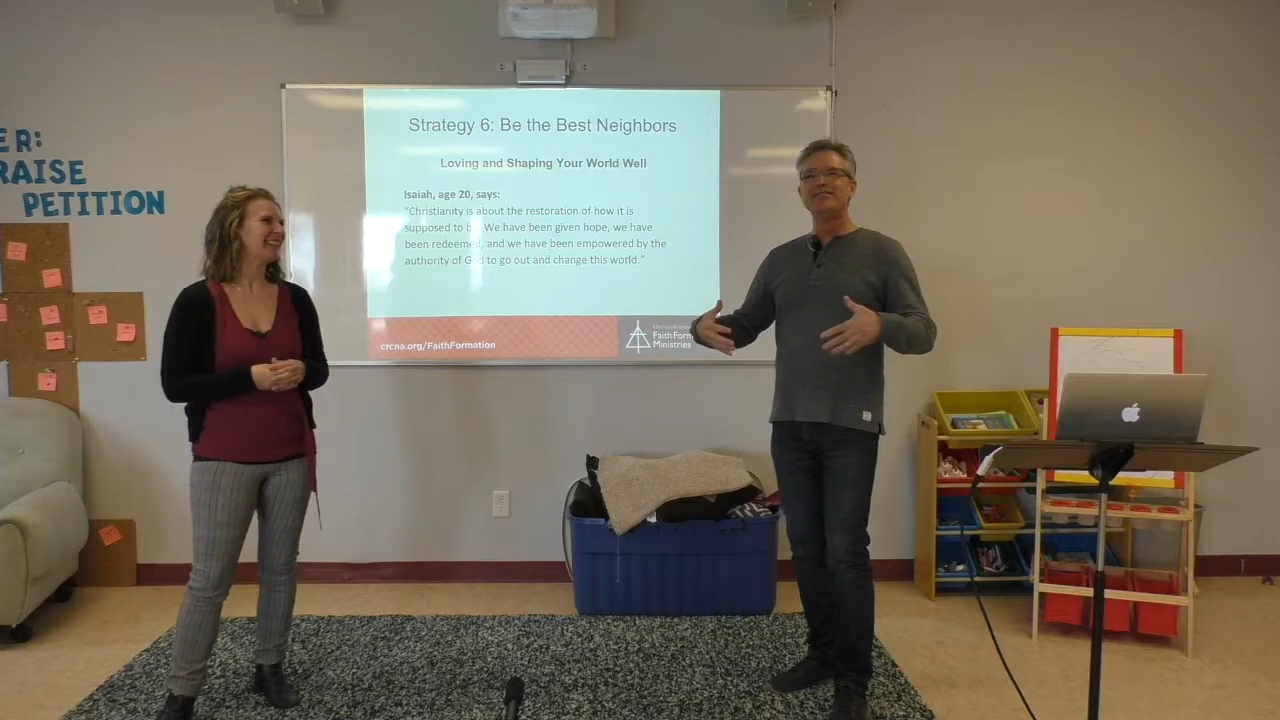 ER:
RAISE
PETITION
Strategy 6: Be the Best Neighbors
Loving and Shaping Your World Well
Isaiah, age 20, says:
"Christianity is about the restoration of how it is
supposed to be. We have been given hope, we have
been redeemed, and we have been empowered by the
authority of God to go out and change this world."
crcna.org/FaithFormation
Faith Form
Ministries